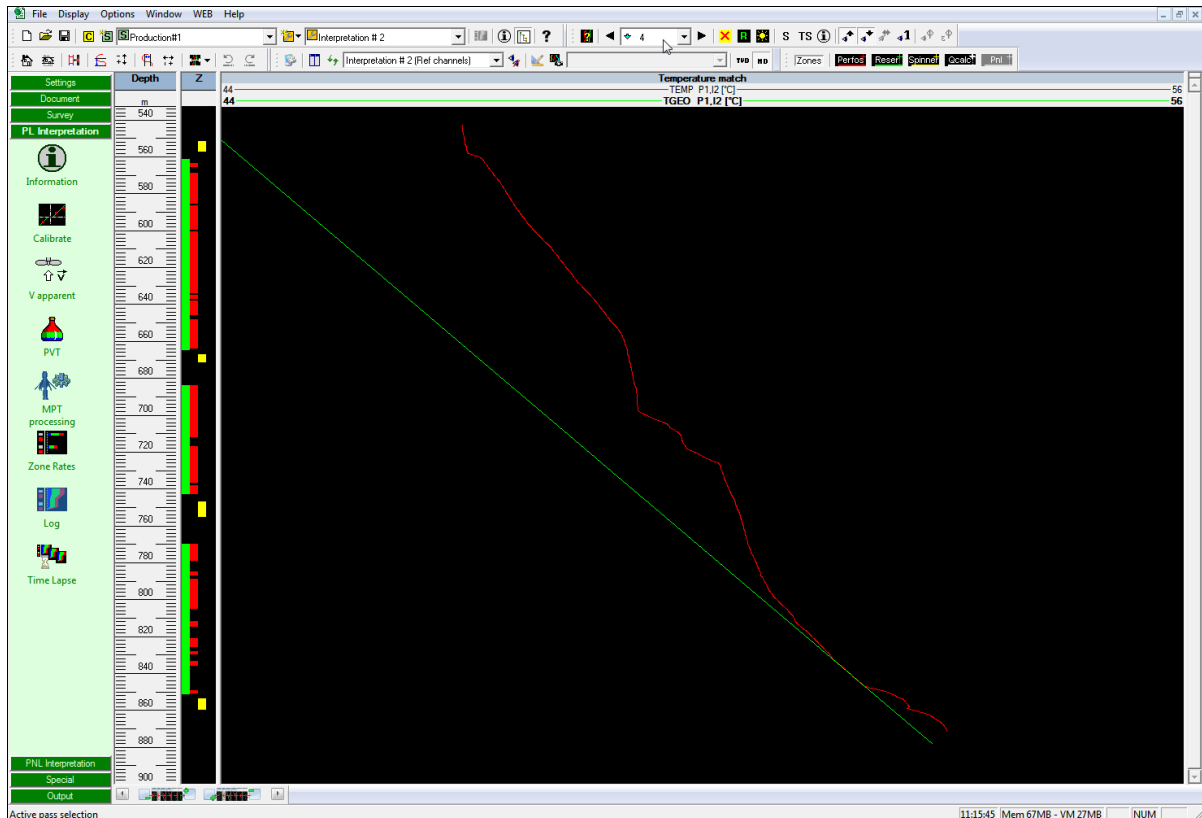 File Display Options Window WEB Help
C S S Production#1 Interpretation # 2 ? ? 4 X R S TS 1
Interpretation # 2 (Ref channels) TVD MD Zones Perfos Reserv Spinner Qcalc Pnl
Settings
Document
Survey
PL Interpretation
Information
Calibrate
V apparent
PVT
MPT
processing
Zone Rates
Log
Time Lapse
PNL Interpretation
Special
Output
Depth Z Temperature match
44 TEMP P1,I2 [°C] 56
m 44 TGEO P1,I2 [°C] 56
540
560
580
600
620
640
660
680
700
720
740
760
780
800
820
840
860
880
900
Active pass selection 11:15:45 Mem 67MB - VM 27MB NUM